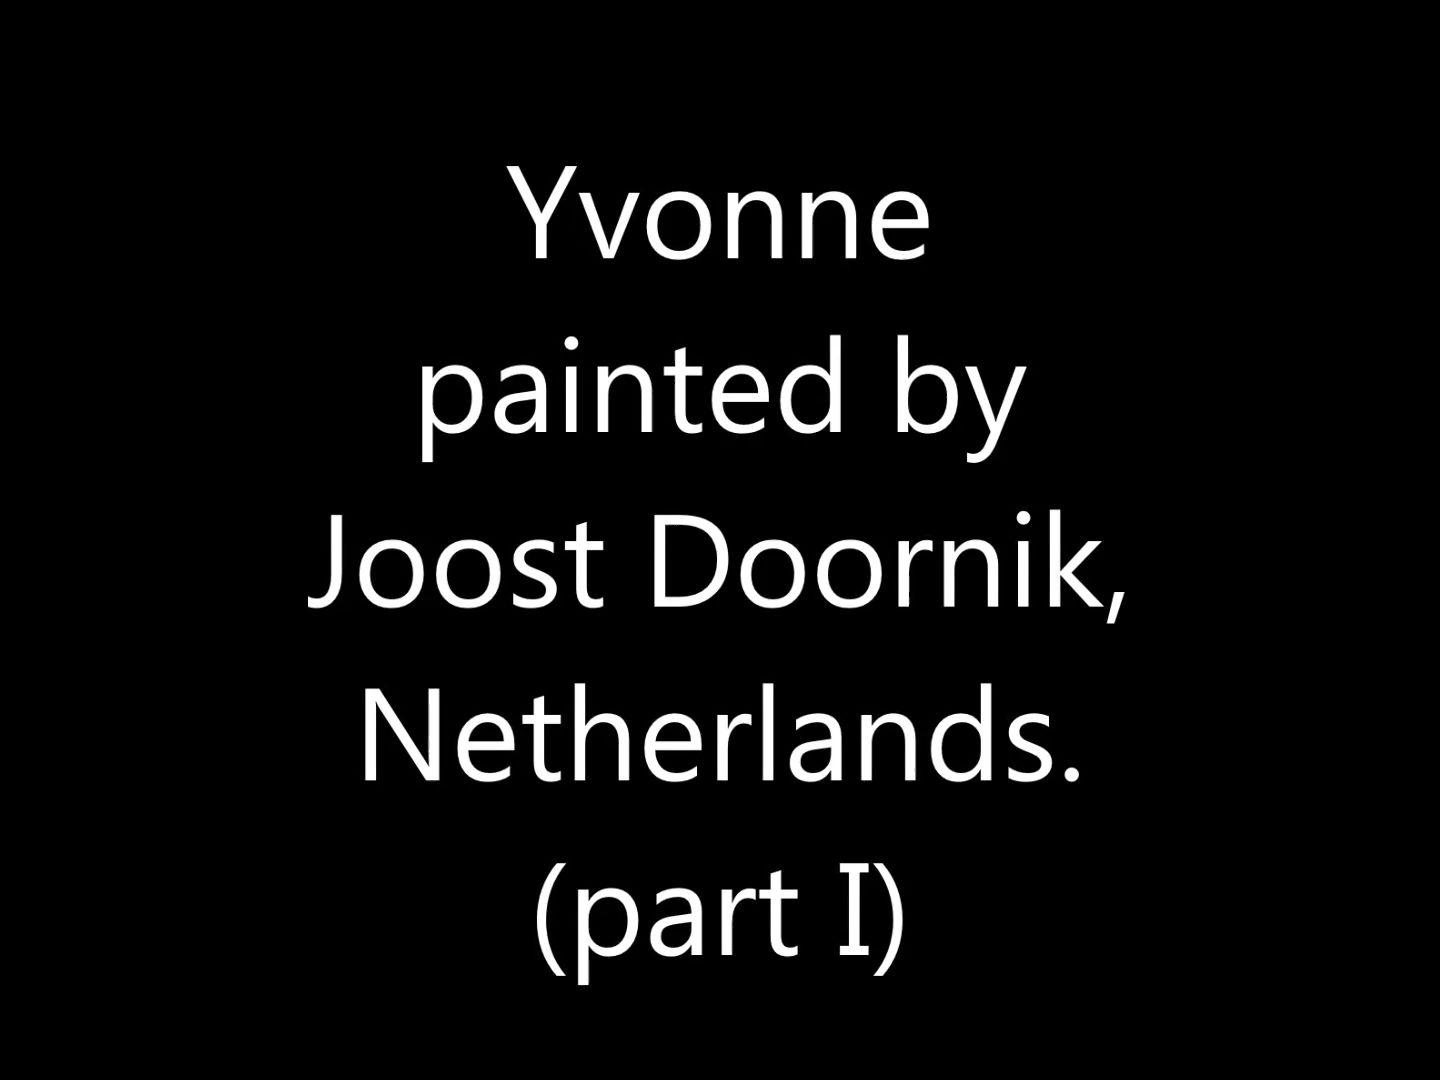 Yvonne
painted by
Joost Doornik,
Netherlands.
(part I)